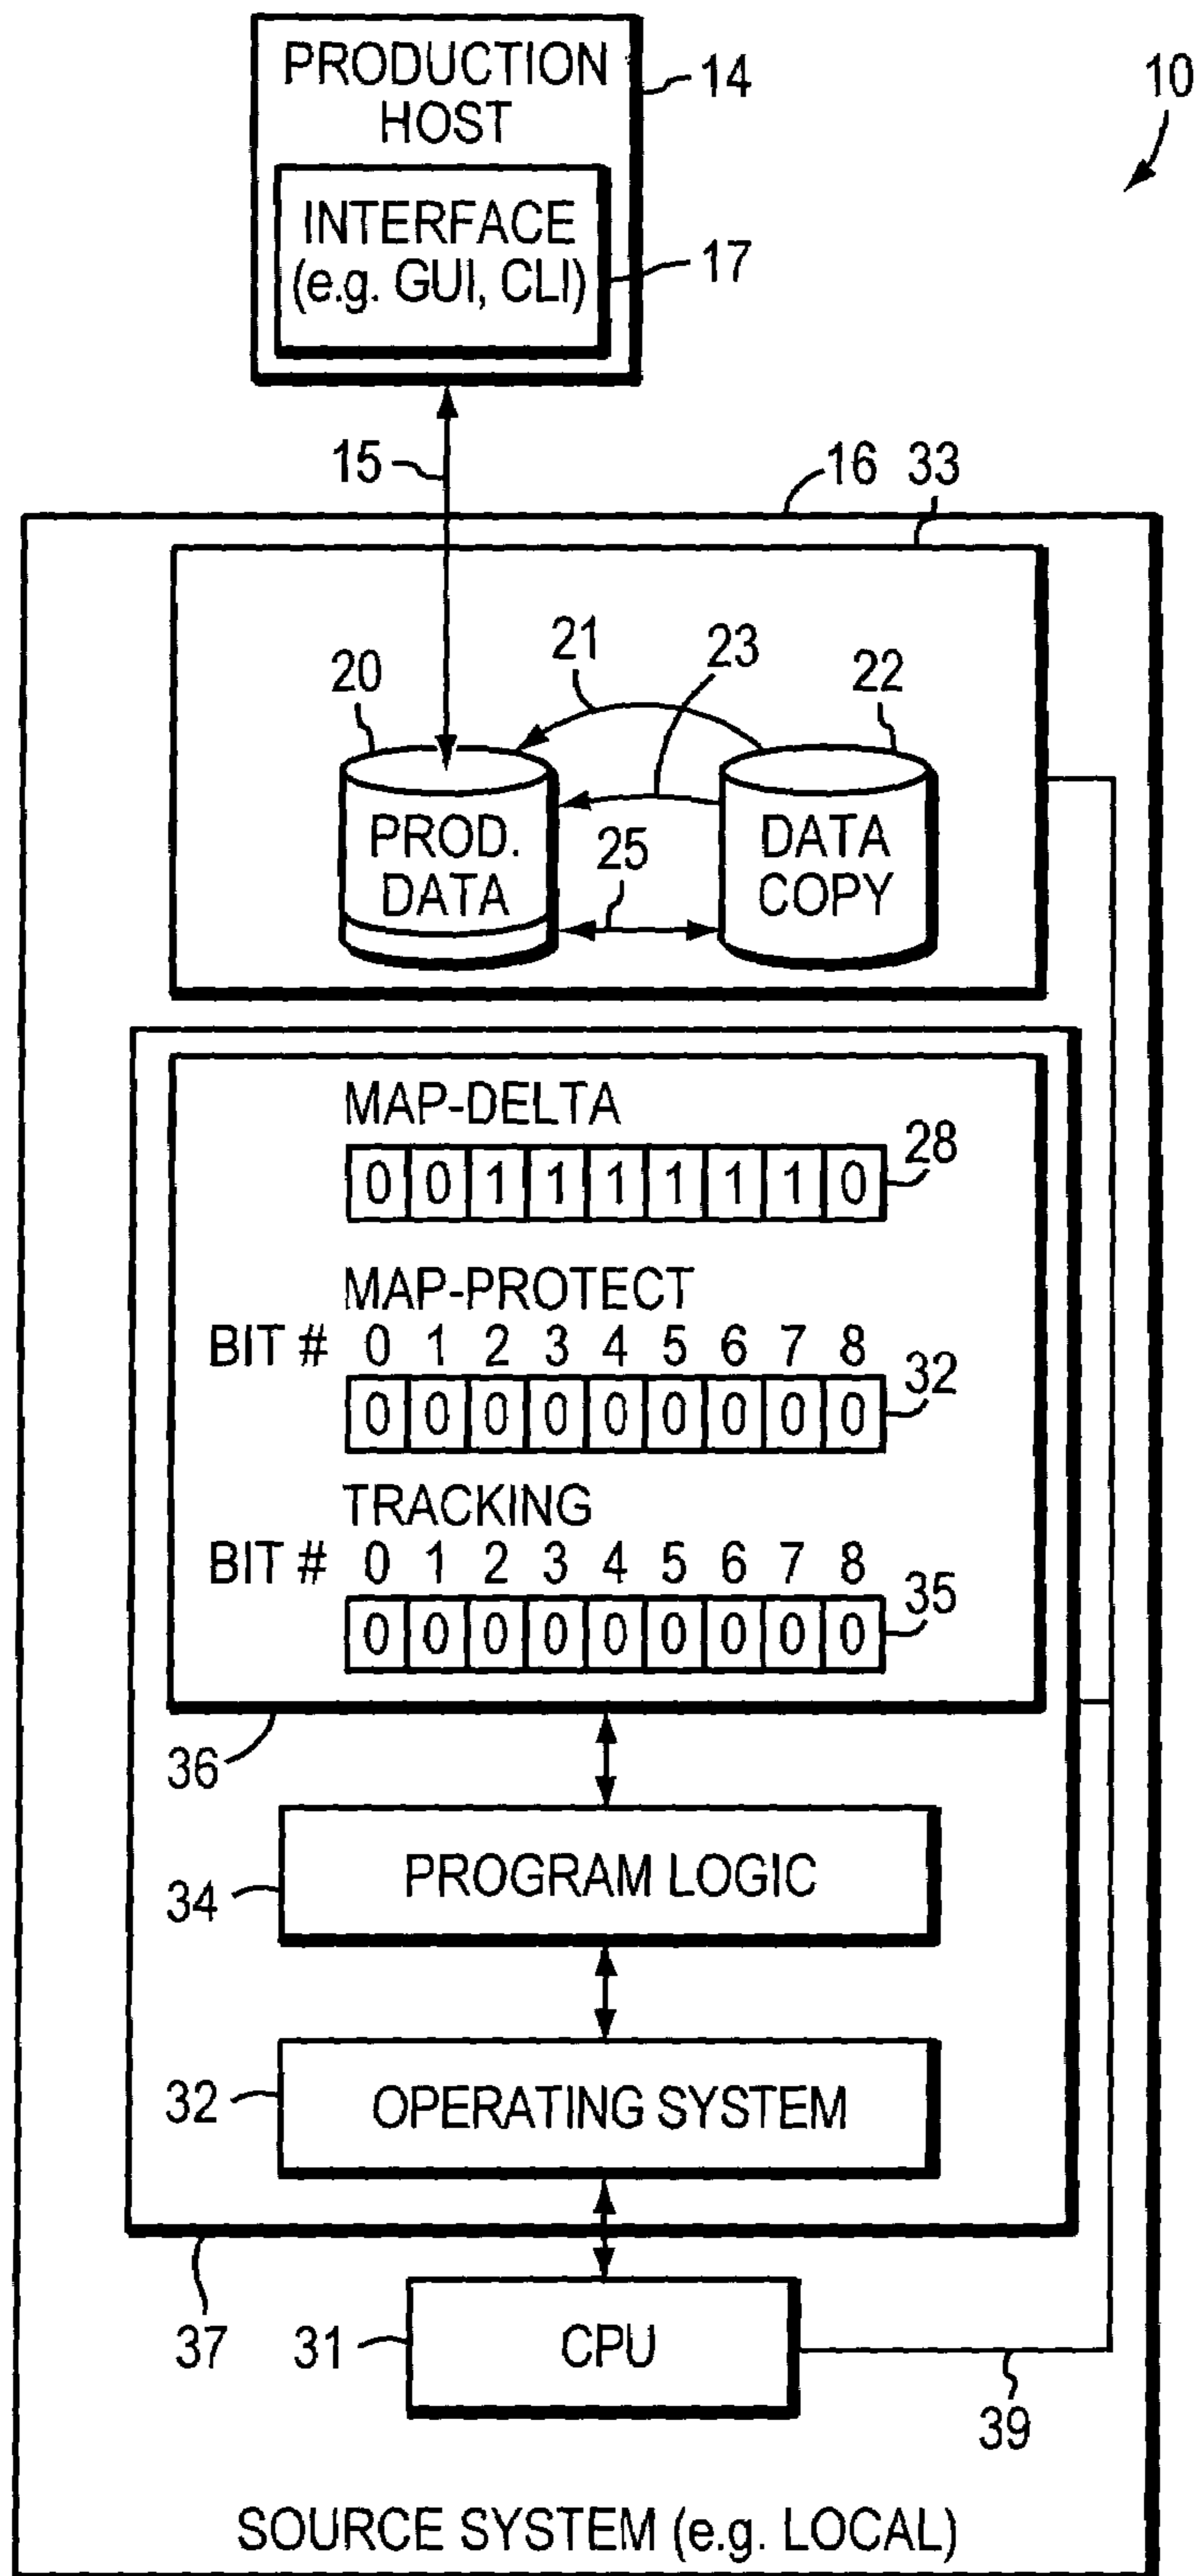 PRODUCTION
HOST
14
10
INTERFACE
(e.g. GUI, CLI)
17
15
16
33
21
23
20
22
PROD.
DATA
25
DATA
COPY
MAP-DELTA
0 0 1 1 1 1 1 1 0
28
MAP-PROTECT
BIT # 0 1 2 3 4 5 6 7 8
0 0 0 0 0 0 0 0 0
32
TRACKING
BIT # 0 1 2 3 4 5 6 7 8
0 0 0 0 0 0 0 0 0
35
36
PROGRAM LOGIC
34
OPERATING SYSTEM
32
37
31
CPU
39
SOURCE SYSTEM (e.g. LOCAL)